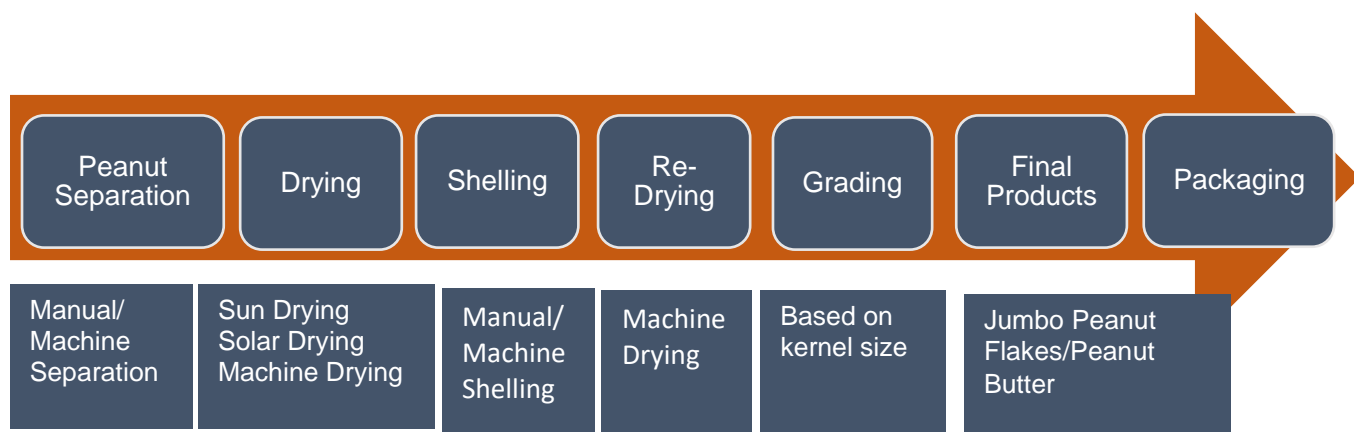 Peanut
Separation
Drying
Shelling
Re-
Drying
Grading
Final
Products
Packaging
Manual/
Machine
Separation
Sun Drying
Solar Drying
Machine Drying
Manual/
Machine
Shelling
Machine
Drying
Based on
kernel size
Jumbo Peanut
Flakes/Peanut
Butter